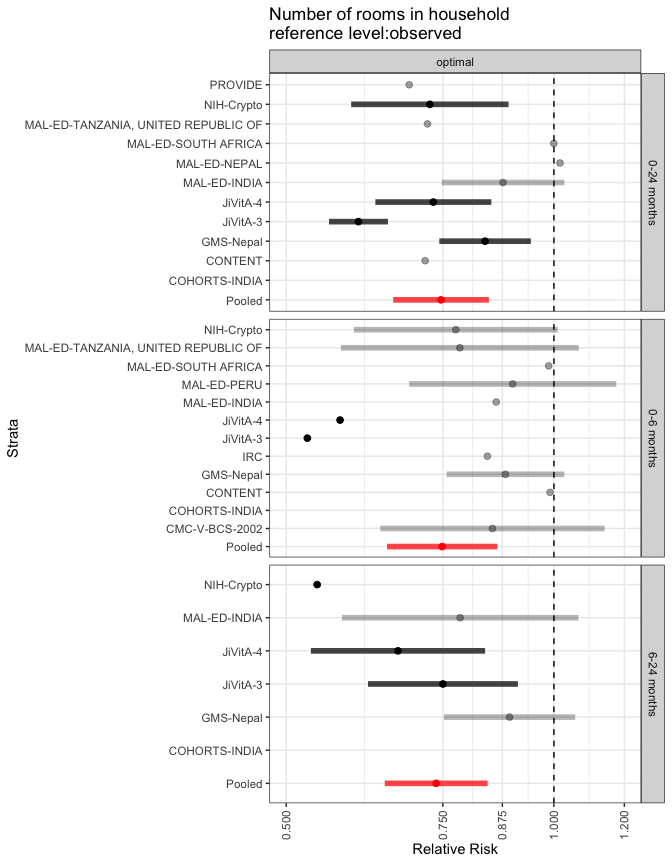 Number of rooms in household
reference level:observed
optimal
PROVIDE
NIH-Crypto
MAL-ED-TANZANIA, UNITED REPUBLIC OF
MAL-ED-SOUTH AFRICA
MAL-ED-NEPAL
MAL-ED-INDIA
JiVitA-4
JiVitA-3
GMS-Nepal
CONTENT
COHORTS-INDIA
Pooled
0-24 months
NIH-Crypto
MAL-ED-TANZANIA, UNITED REPUBLIC OF
MAL-ED-SOUTH AFRICA
MAL-ED-PERU
MAL-ED-INDIA
JiVitA-4
JiVitA-3
IRC
GMS-Nepal
CONTENT
COHORTS-INDIA
CMC-V-BCS-2002
Pooled
0-6 months
NIH-Crypto
MAL-ED-INDIA
JiVitA-4
JiVitA-3
GMS-Nepal
COHORTS-INDIA
Pooled
6-24 months
Strata
0.500
0.750
0.875
1.000
1.200
Relative Risk